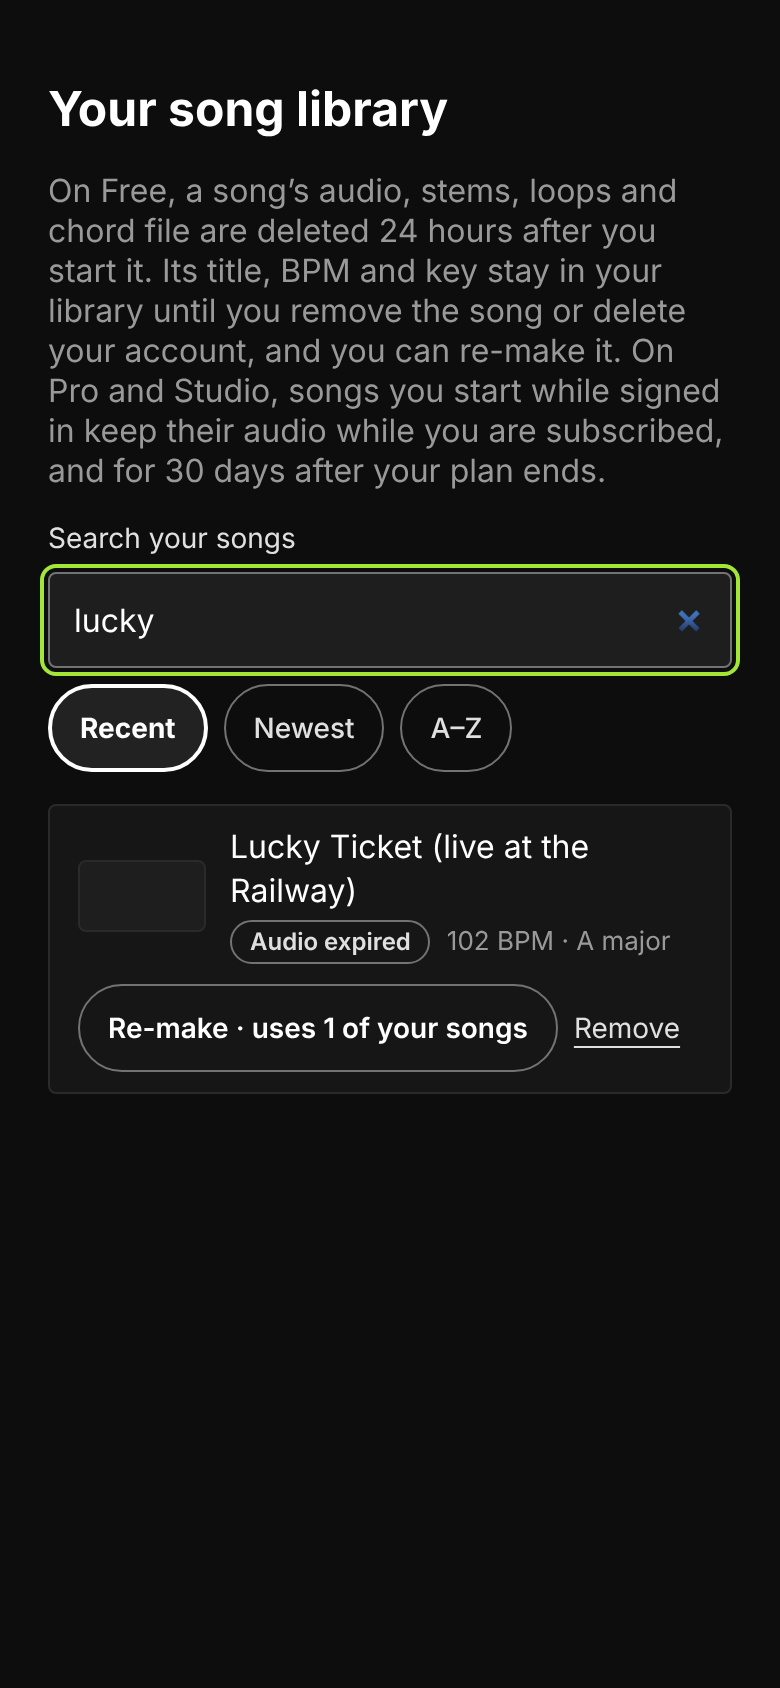 Your song library
On Free, a song’s audio, stems, loops and
chord file are deleted 24 hours after you
start it. Its title, BPM and key stay in your
library until you remove the song or delete
your account, and you can re-make it. On
Pro and Studio, songs you start while signed
in keep their audio while you are subscribed,
and for 30 days after your plan ends.
Search your songs
lucky
Recent Newest A–Z
Lucky Ticket (live at the
Railway)
Audio expired 102 BPM · A major
Re-make · uses 1 of your songs Remove